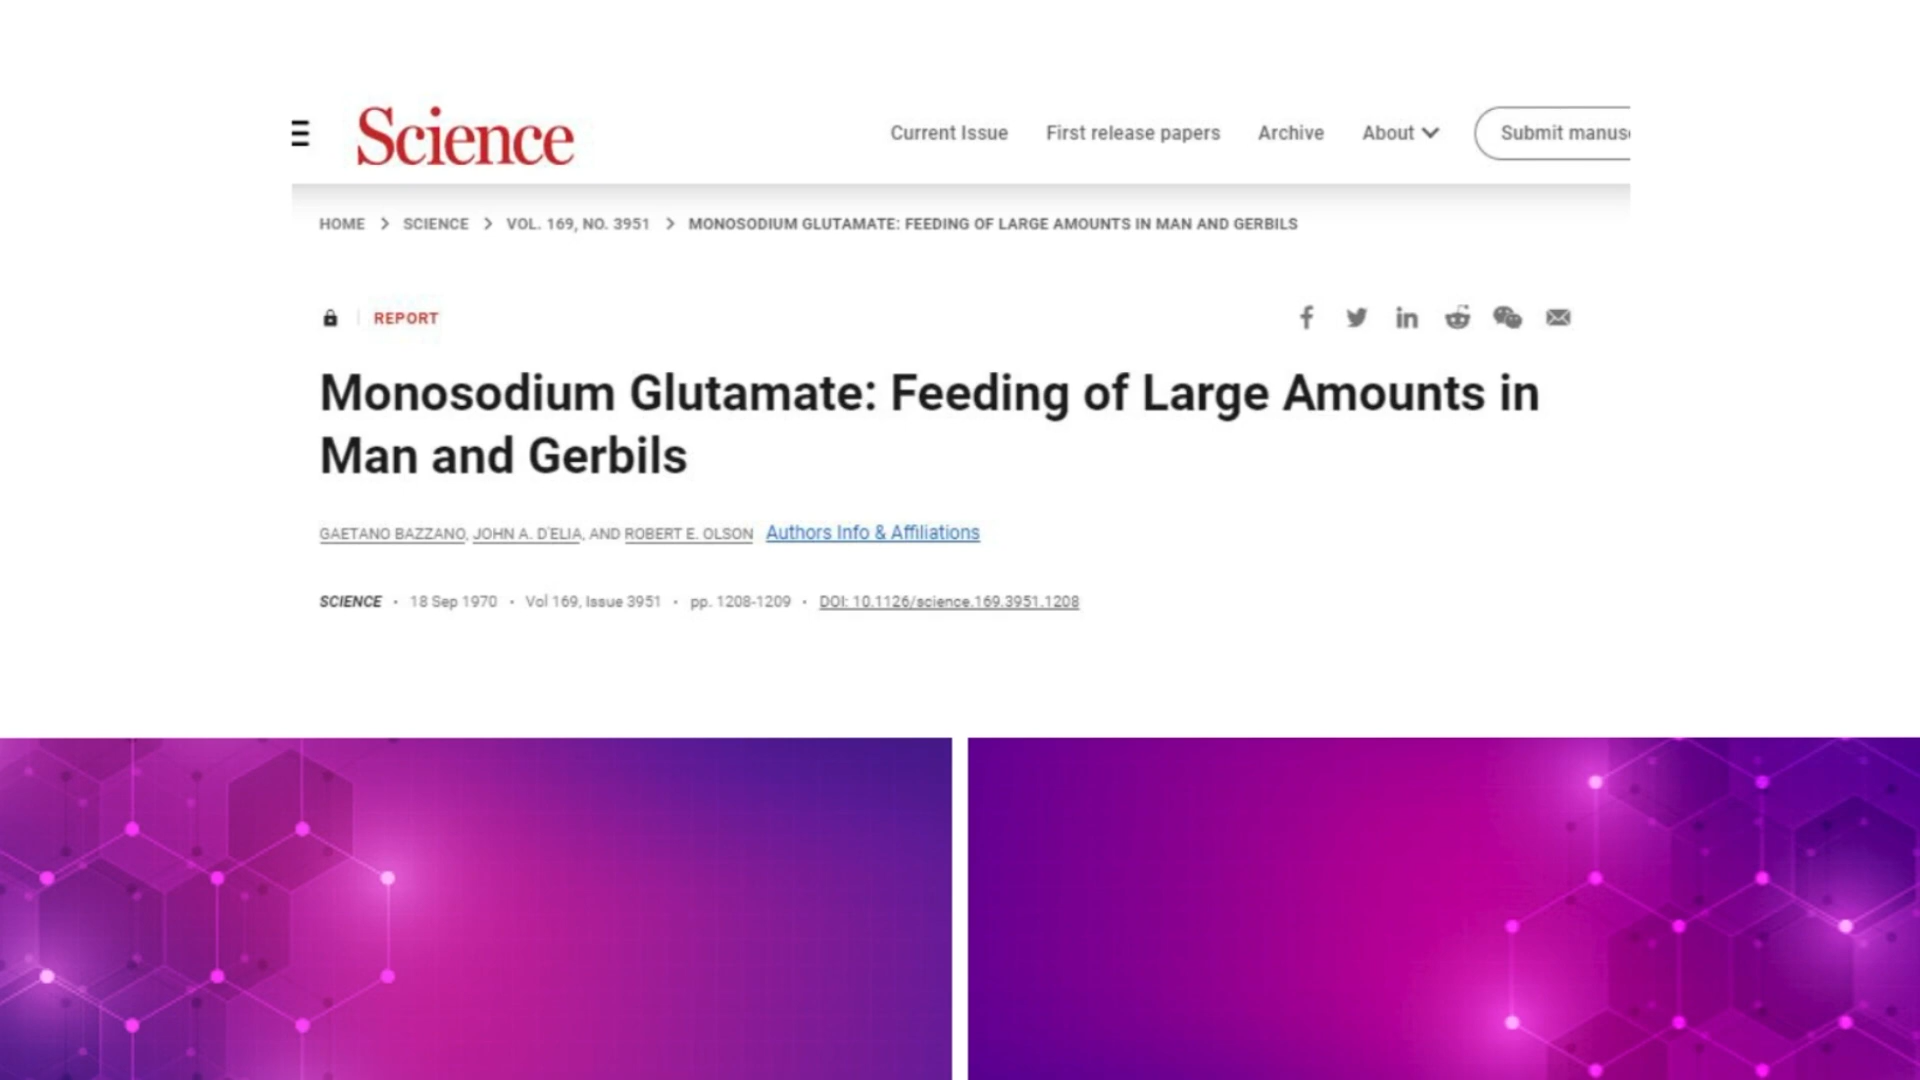 Science
Current Issue First release papers Archive About Submit
HOME > SCIENCE > VOL. 169, NO. 3951 > MONOSODIUM GLUTAMATE: FEEDING OF LARGE AMOUNTS IN MAN AND GERBILS
REPORT
Monosodium Glutamate: Feeding of Large Amounts in
Man and Gerbils
GAETANO BAZZANO, JOHN A. D'ELIA, AND ROBERT E. OLSON Authors Info & Affiliations
SCIENCE • 18 Sep 1970 • Vol 169, Issue 3951 • pp. 1208-1209 • DOI: 10.1126/science.169.3951.1208